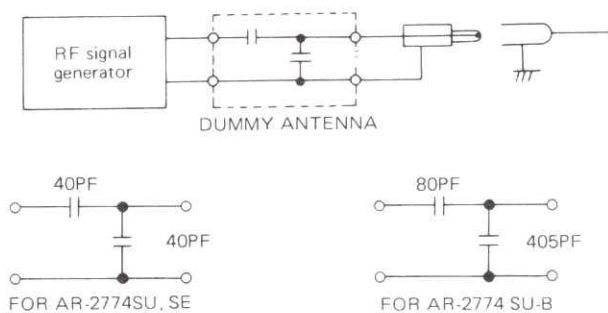 RF signal
generator
DUMMY ANTENNA
40PF
40PF
FOR AR-2774SU, SE
80PF
405PF
FOR AR-2774 SU-B